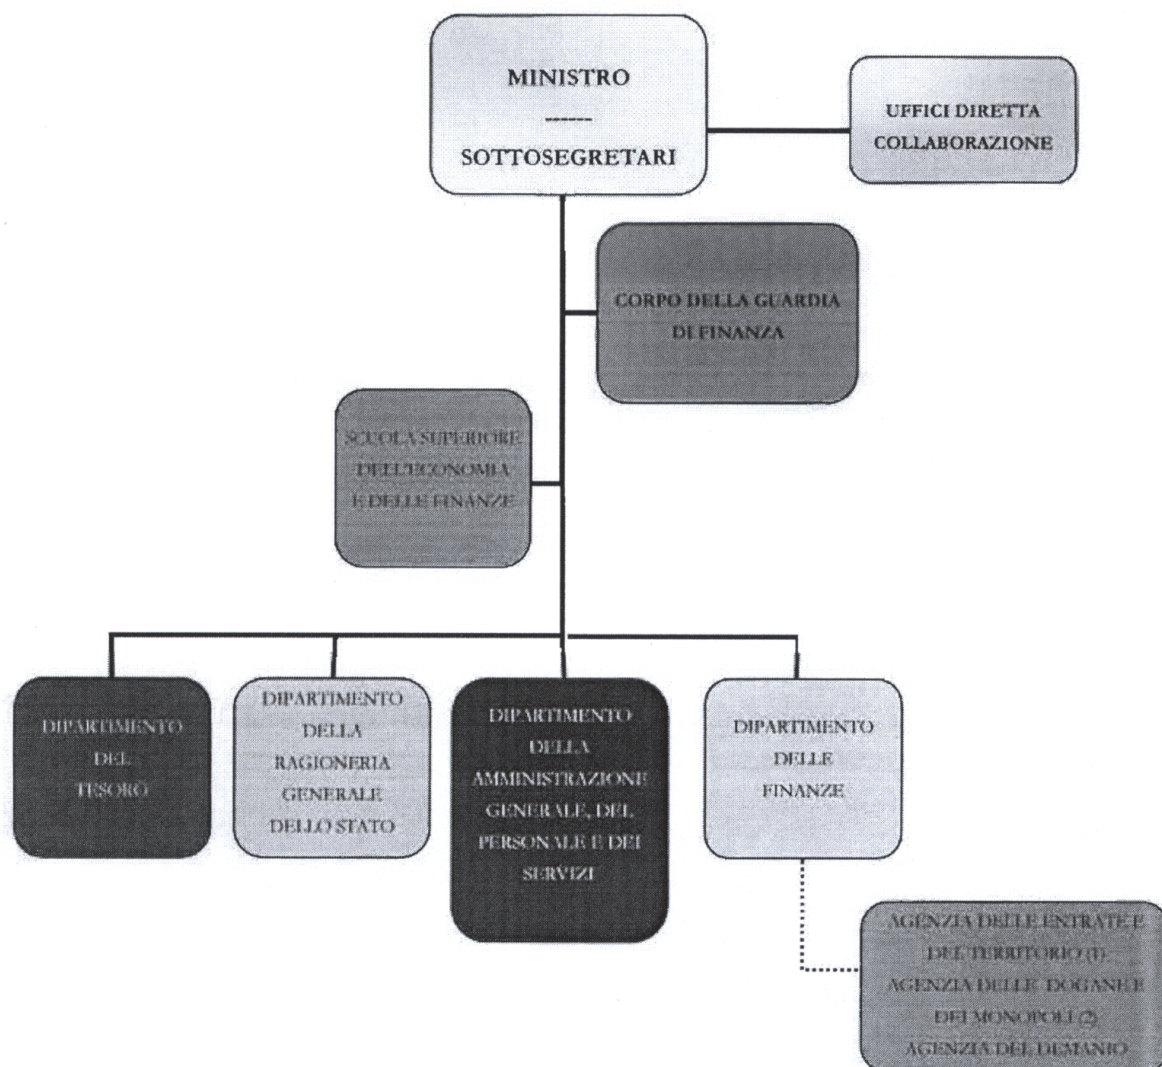 MINISTRO
------
SOTTOSEGRETARI
UFFICI DIRETTA
COLLABORAZIONE
CORPO DELLA GUARDIA
DI FINANZA
SCUOLA SUPERIORE
DELL'ECONOMIA
E DELLE FINANZE
DIPARTIMENTO
DEL
TESORO
DIPARTIMENTO
DELLA
RAGIONERIA
GENERALE
DELLO STATO
DIPARTIMENTO
DELLA
AMMINISTRAZIONE
GENERALE, DEL
PERSONALE E DEI
SERVIZI
DIPARTIMENTO
DELLE
FINANZE
AGENZIA DELLE ENTRATE E
DEL TERRITORIO (1)
AGENZIA DELLE DOGANE E
DEI MONOPOLI (2)
AGENZIA DEL DEMANIO